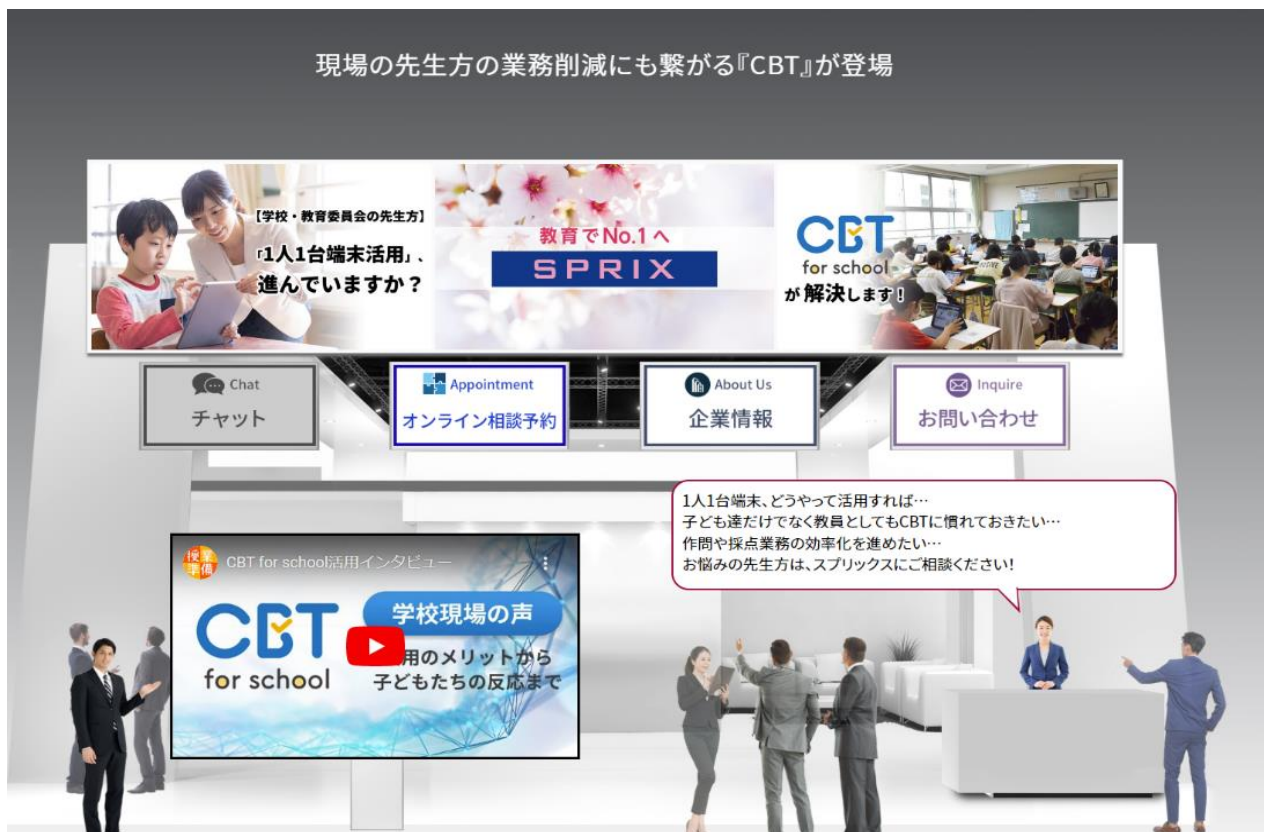 現場の先生方の業務削減にも繋がる『CBT』が登場
【学校・教育委員会の先生方】
「1人1台端末活用」、
進んでいますか？
教育でNo.1へ
SPRIX
CBT
for school
が解決します！
Chat
チャット
Appointment
オンライン相談予約
About Us
企業情報
Inquire
お問い合わせ
1人1台端末、どうやって活用すれば…
子ども達だけでなく教員としてもCBTに慣れておきたい…
作問や採点業務の効率化を進めたい…
お悩みの先生方は、スプリックスにご相談ください！
授業
準備
CBT for school活用インタビュー
CBT
for school
学校現場の声
用のメリットから
子どもたちの反応まで